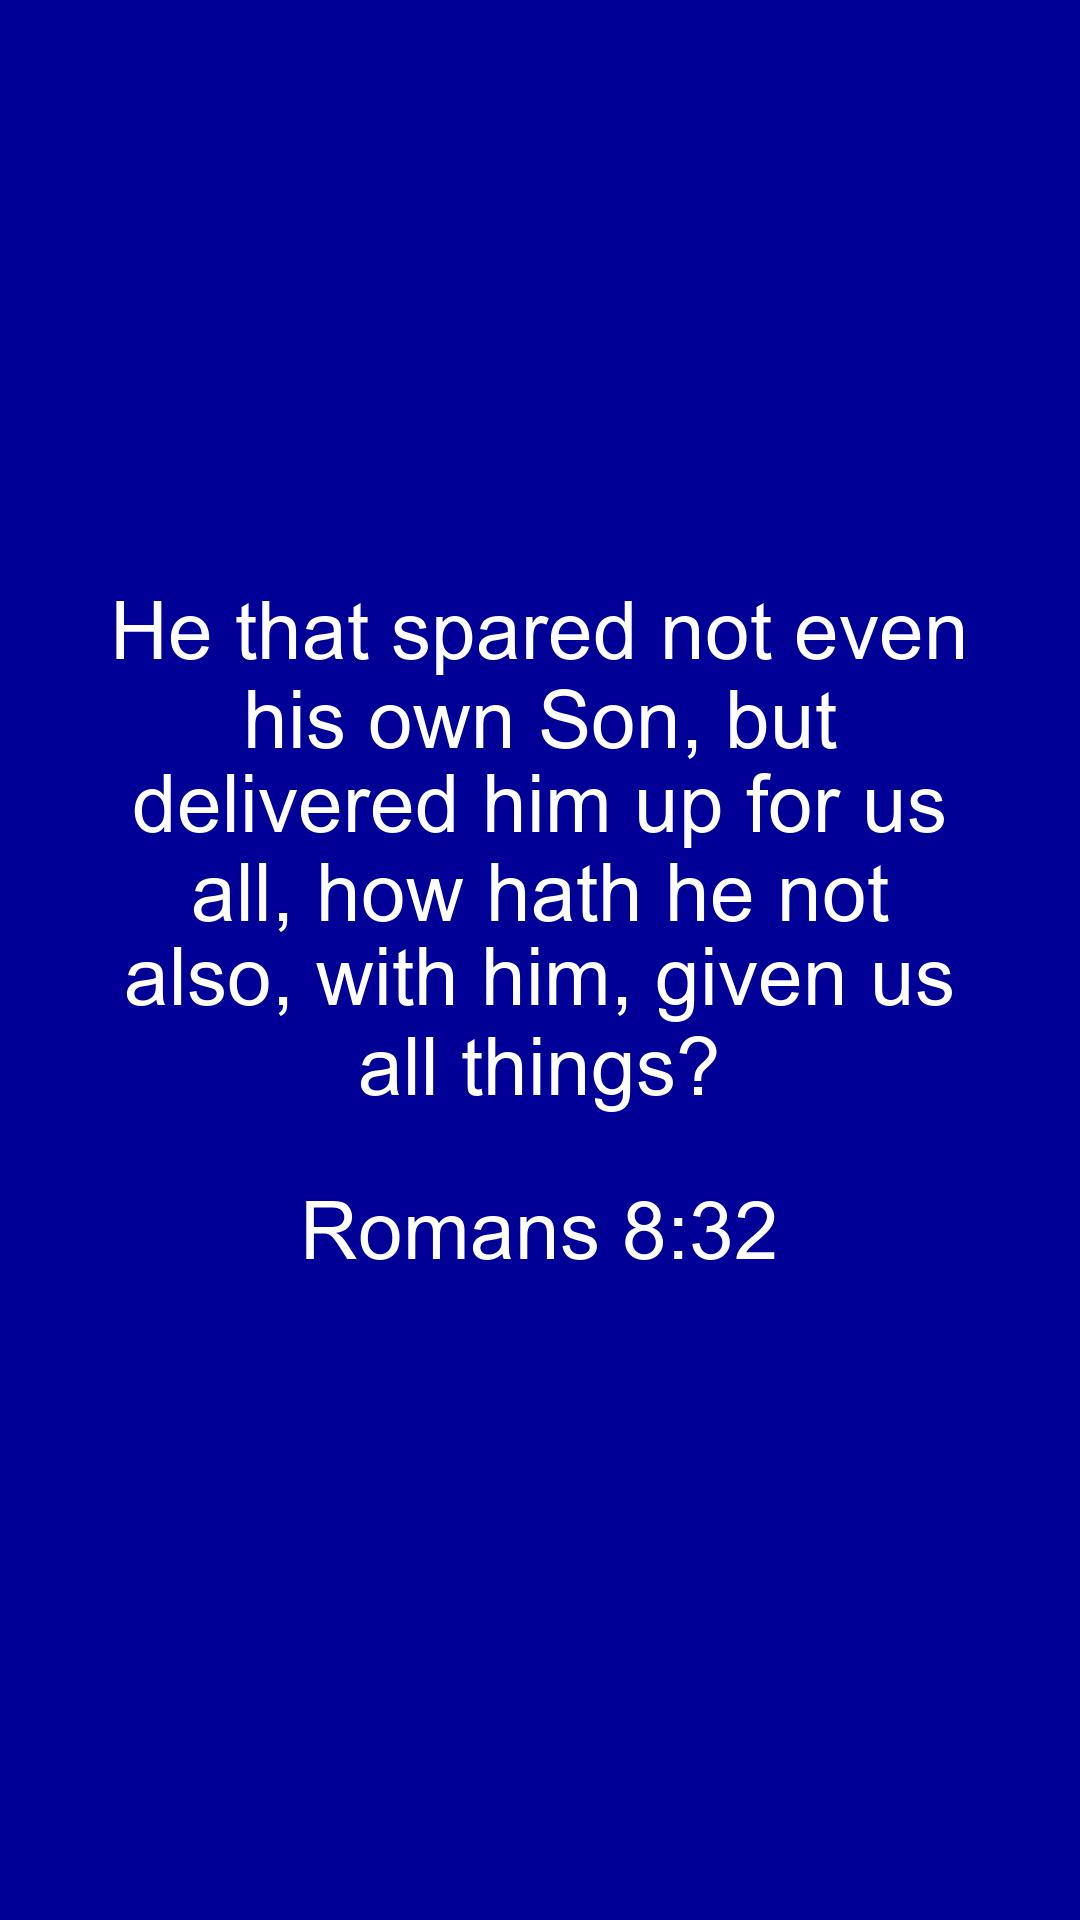 He that spared not even
his own Son, but
delivered him up for us
all, how hath he not
also, with him, given us
all things?
Romans 8:32